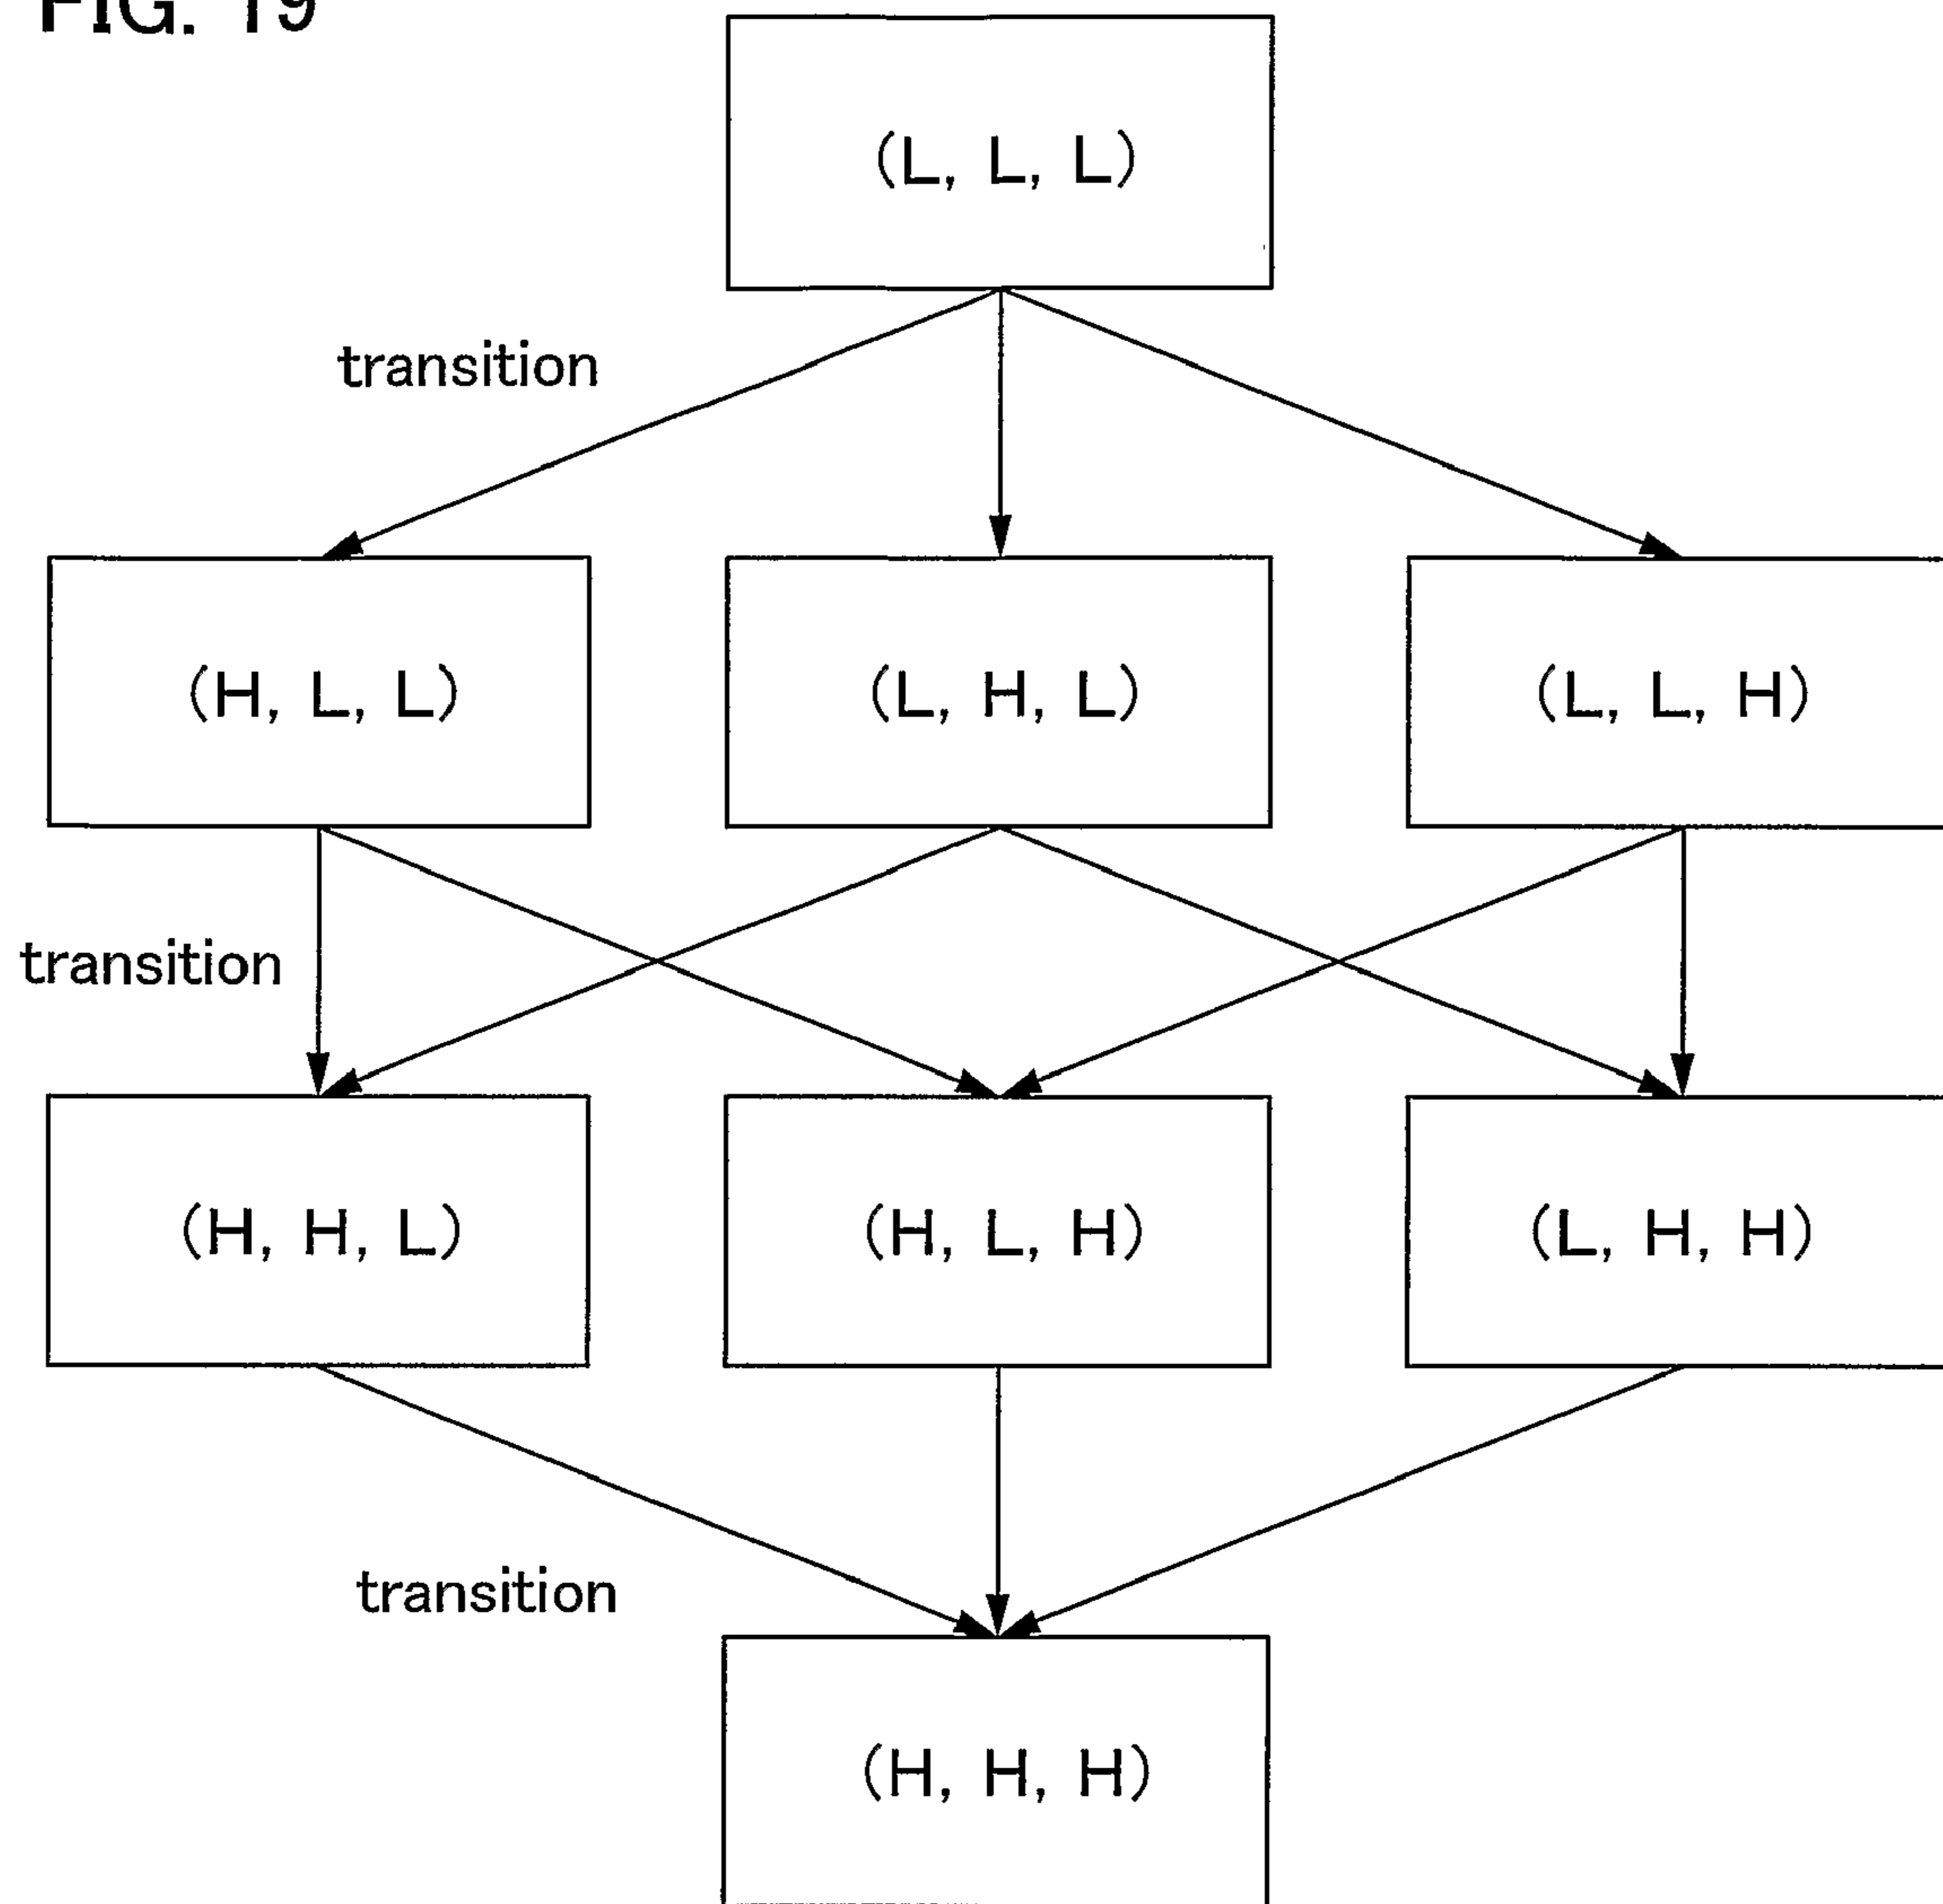 FIG. 19
(L, L, L)
transition
(H, L, L)
(L, H, L)
(L, L, H)
transition
(H, H, L)
(H, L, H)
(L, H, H)
transition
(H, H, H)